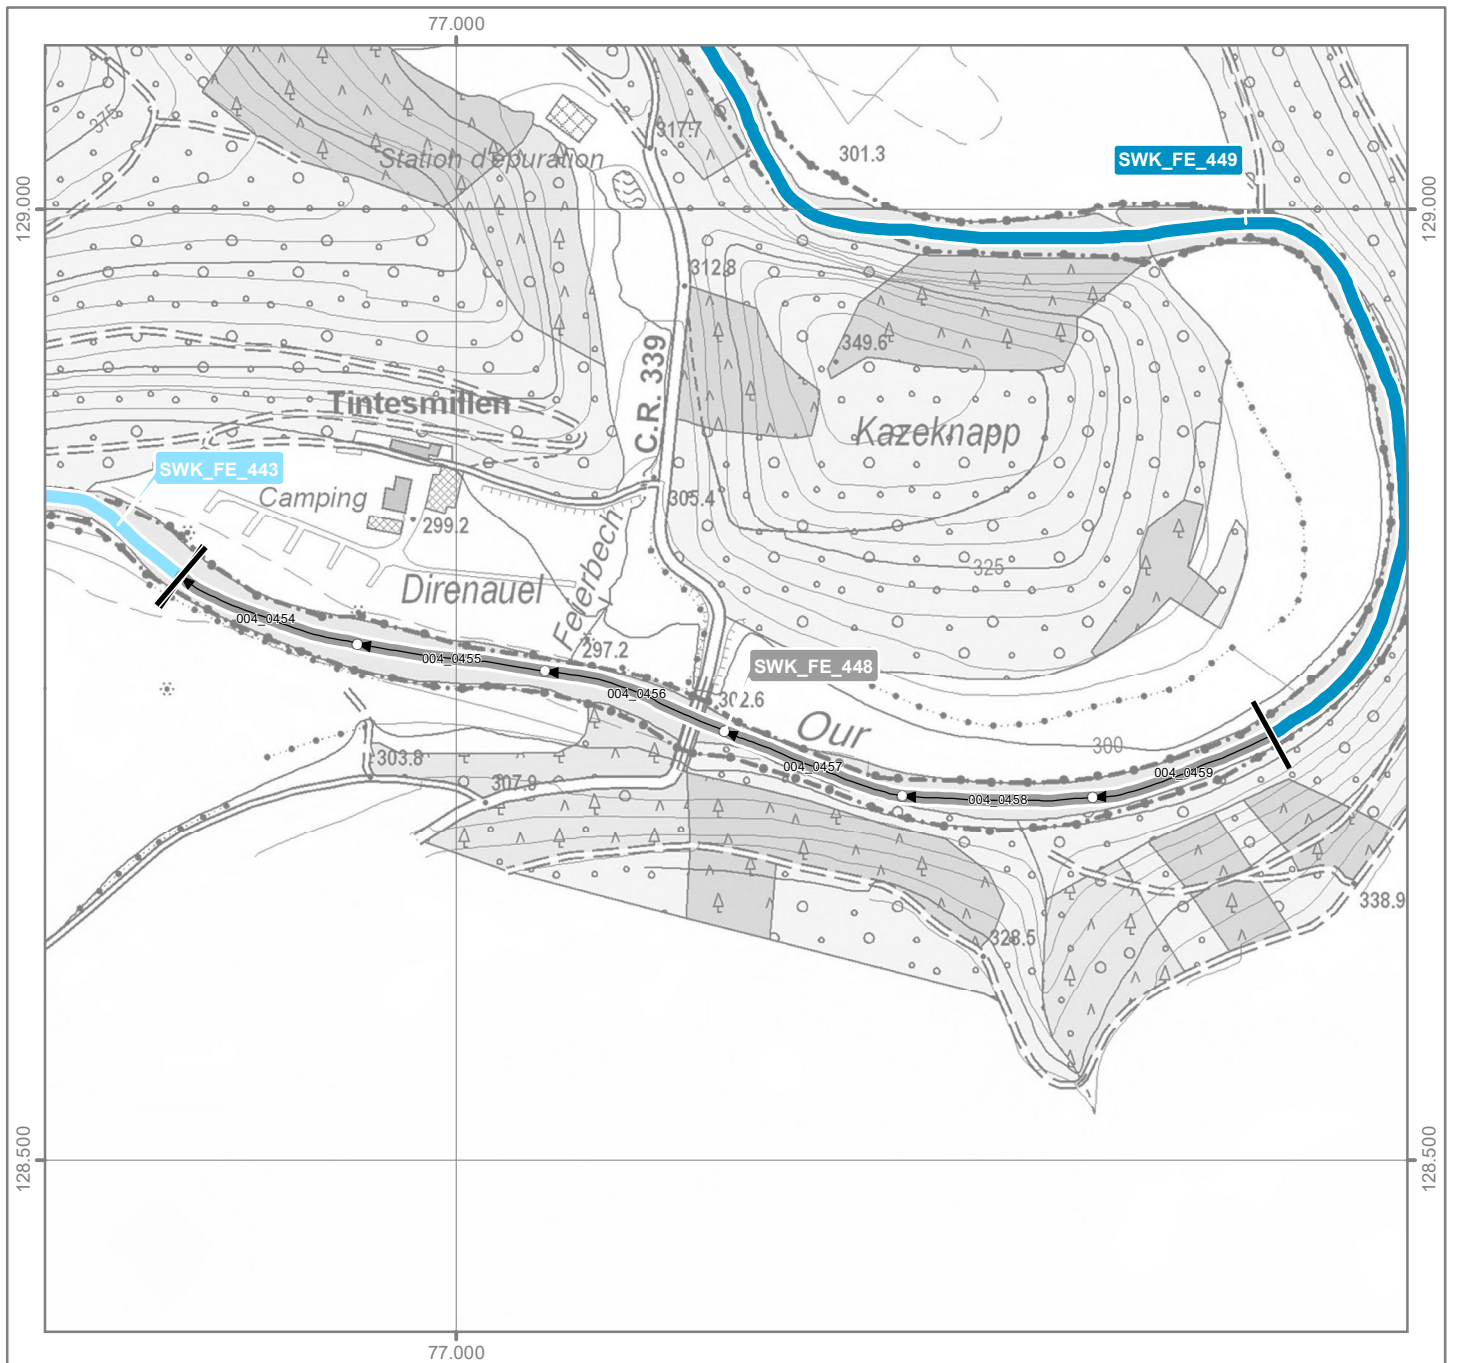 77.000
375
317.7
Station d'épuration
301.3
SWK_FE_449
129.000
129.000
312.8
349.6
C.R. 339
Tintesmillen
Kazeknapp
SWK_FE_443
Camping
299.2
305.4
325
Direnauel
Feierbech
004_0454
004_0455
297.2
SWK_FE_448
004_0456
302.6
Our
300
303.8
004_0457
004_0459
307.9
004_0458
338.9
328.5
128.500
128.500
77.000